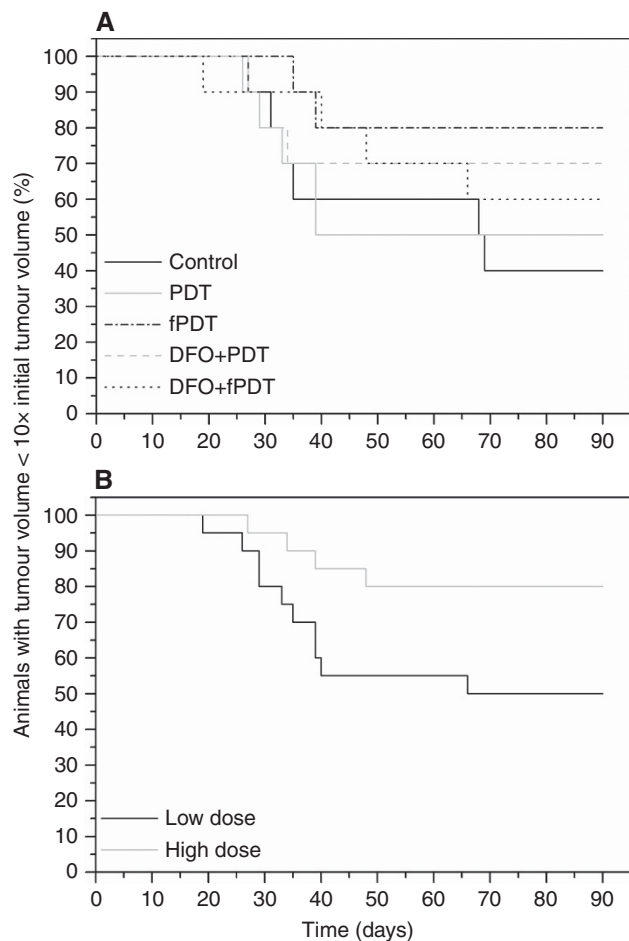 A
100
90
80
70
60
50
40
30
20
10
0
Control
PDT
fPDT
DFO+PDT
DFO+fPDT
0 10 20 30 40 50 60 70 80 90
Animals with tumour volume < 10× initial tumour volume (%)
B
100
90
80
70
60
50
40
30
20
10
0
Low dose
High dose
0 10 20 30 40 50 60 70 80 90
Time (days)